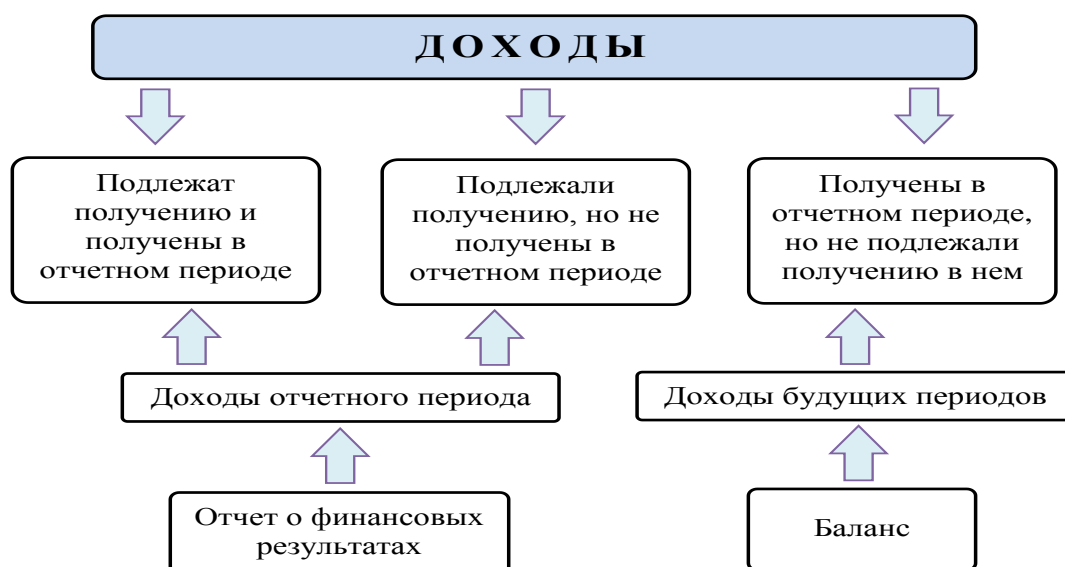 ДОХОДЫ
Подлежат
получению и
получены в
отчетном периоде
Подлежали
получению, но не
получены в
отчетном периоде
Получены в
отчетном периоде,
но не подлежали
получению в нем
Доходы отчетного периода
Доходы будущих периодов
Отчет о финансовых
результатах
Баланс